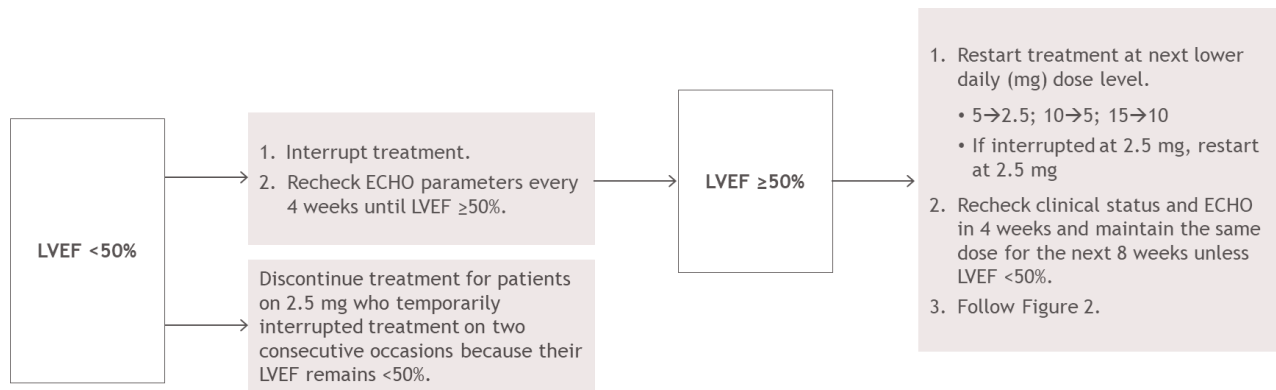 LVEF <50%
1. Interrupt treatment.
2. Recheck ECHO parameters every
4 weeks until LVEF ≥50%.
Discontinue treatment for patients
on 2.5 mg who temporarily
interrupted treatment on two
consecutive occasions because their
LVEF remains <50%.
LVEF ≥50%
1. Restart treatment at next lower
daily (mg) dose level.
• 5→2.5; 10→5; 15→10
• If interrupted at 2.5 mg, restart
at 2.5 mg
2. Recheck clinical status and ECHO
in 4 weeks and maintain the same
dose for the next 8 weeks unless
LVEF <50%.
3. Follow Figure 2.